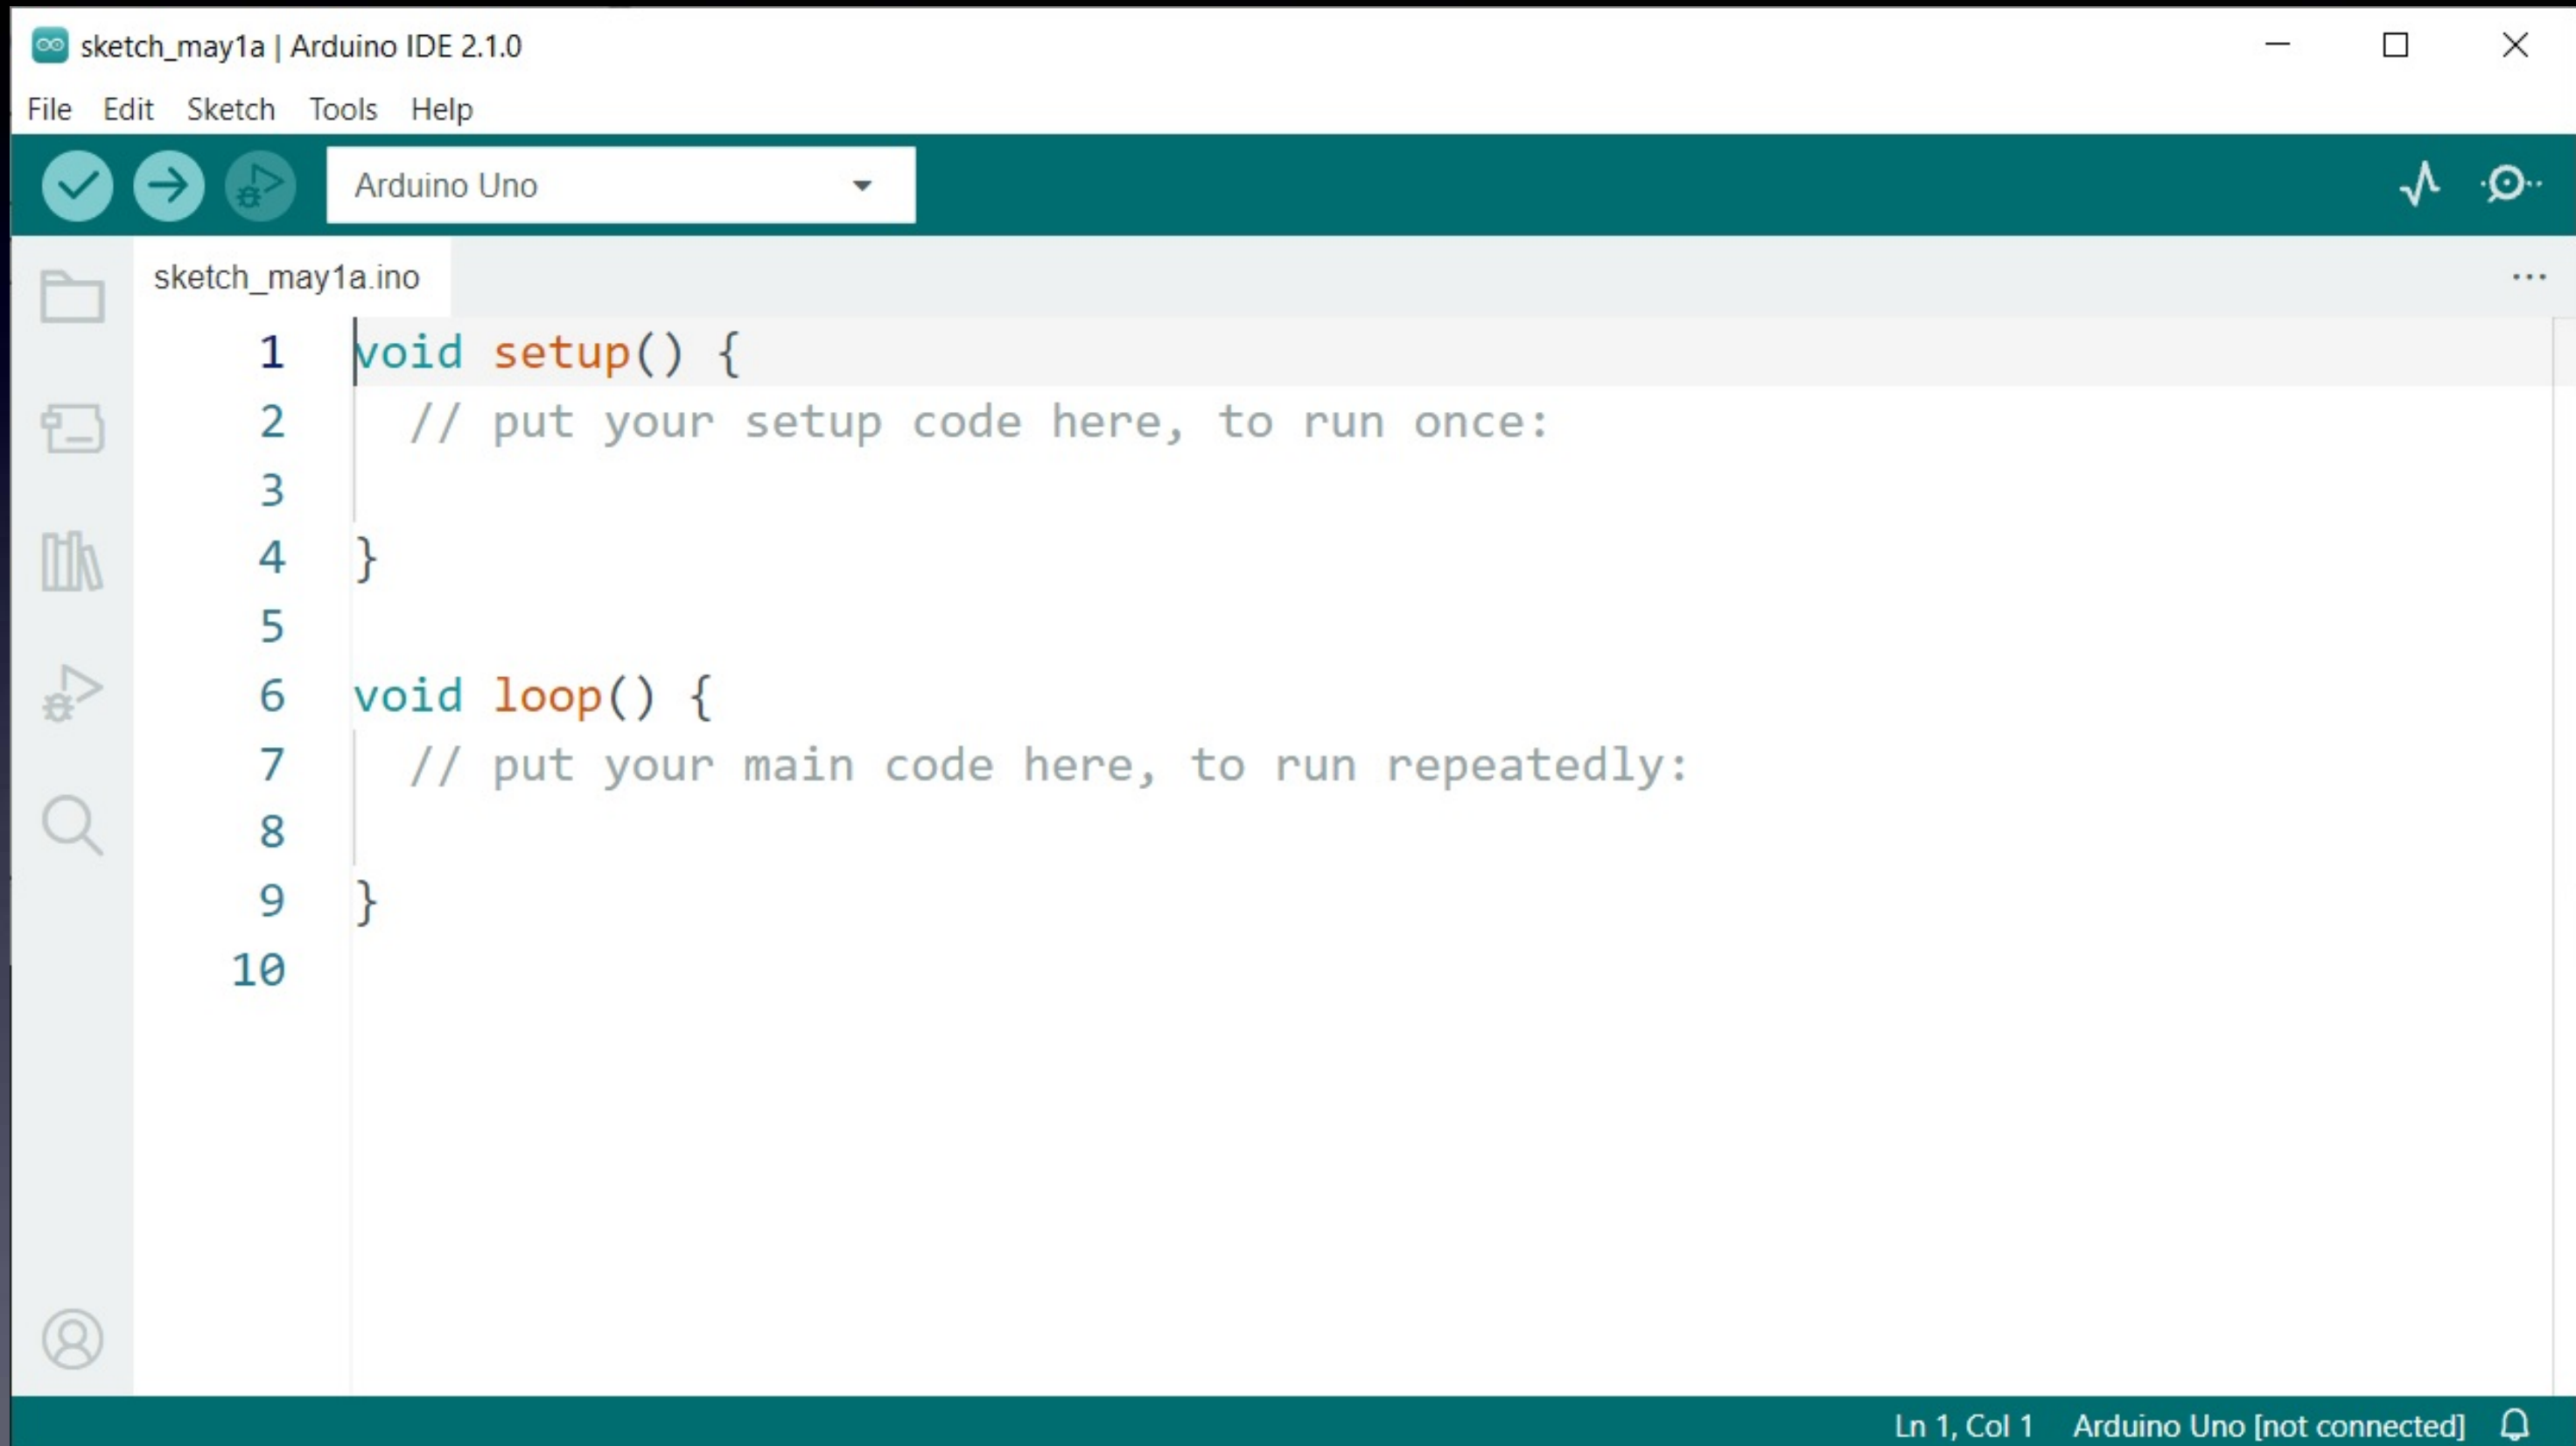 sketch_may1a | Arduino IDE 2.1.0
File Edit Sketch Tools Help
Arduino Uno
sketch_may1a.ino
1 void setup() {
2 // put your setup code here, to run once:
3
4 }
5
6 void loop() {
7 // put your main code here, to run repeatedly:
8
9 }
10
Ln 1, Col 1 Arduino Uno [not connected]